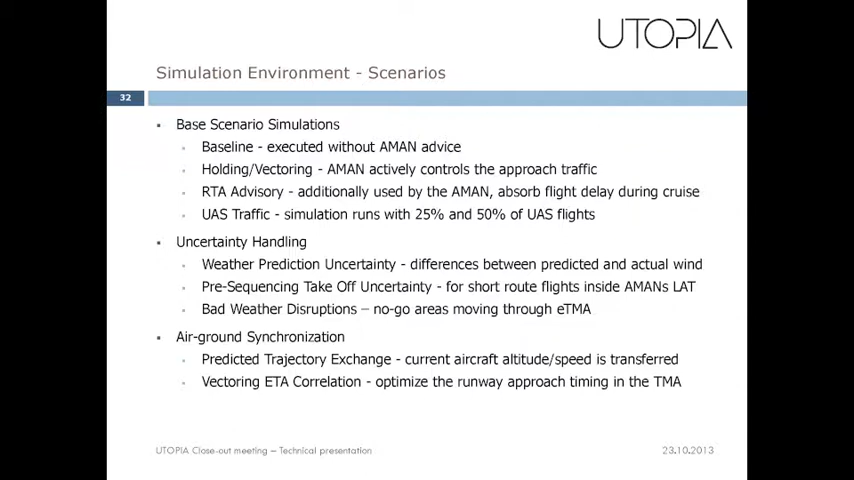 UTOPIA
Simulation Environment - Scenarios
32
Base Scenario Simulations
Baseline - executed without AMAN advice
Holding/Vectoring - AMAN actively controls the approach traffic
RTA Advisory - additionally used by the AMAN, absorb flight delay during cruise
UAS Traffic - simulation runs with 25% and 50% of UAS flights
Uncertainty Handling
Weather Prediction Uncertainty - differences between predicted and actual wind
Pre-Sequencing Take Off Uncertainty - for short route flights inside AMANs LAT
Bad Weather Disruptions – no-go areas moving through eTMA
Air-ground Synchronization
Predicted Trajectory Exchange - current aircraft altitude/speed is transferred
Vectoring ETA Correlation - optimize the runway approach timing in the TMA
UTOPIA Close-out meeting – Technical presentation
23.10.2013